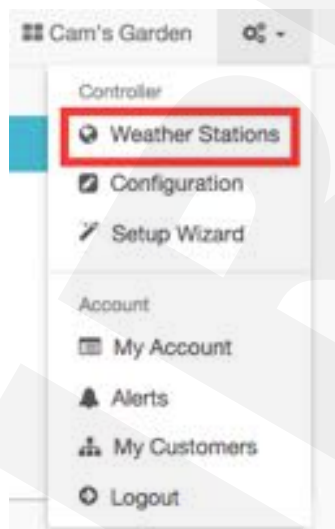 Cam's Garden
Controller
Weather Stations
Configuration
Setup Wizard
Account
My Account
Alerts
My Customers
Logout